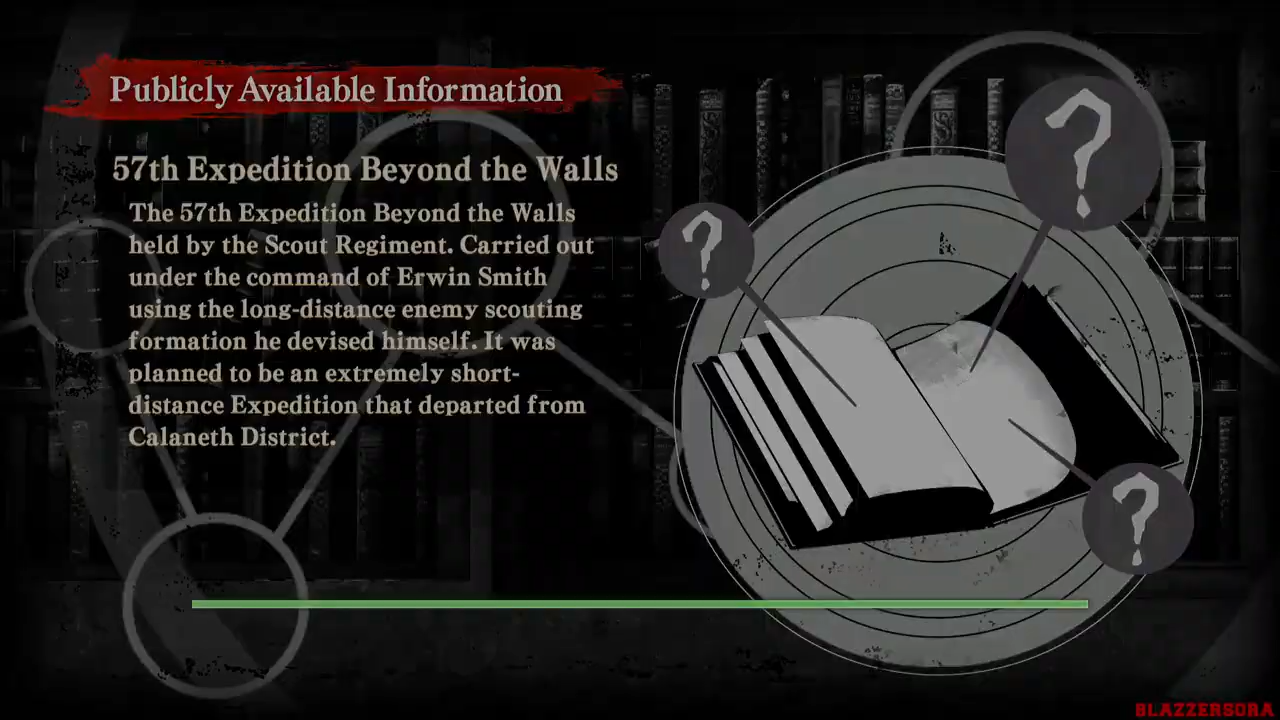 Publicly Available Information
57th Expedition Beyond the Walls
The 57th Expedition Beyond the Walls
held by the Scout Regiment. Carried out
under the command of Erwin Smith
using the long-distance enemy scouting
formation he devised himself. It was
planned to be an extremely short-
distance Expedition that departed from
Calaneth District.
?
?
?
BLAZZERSORA